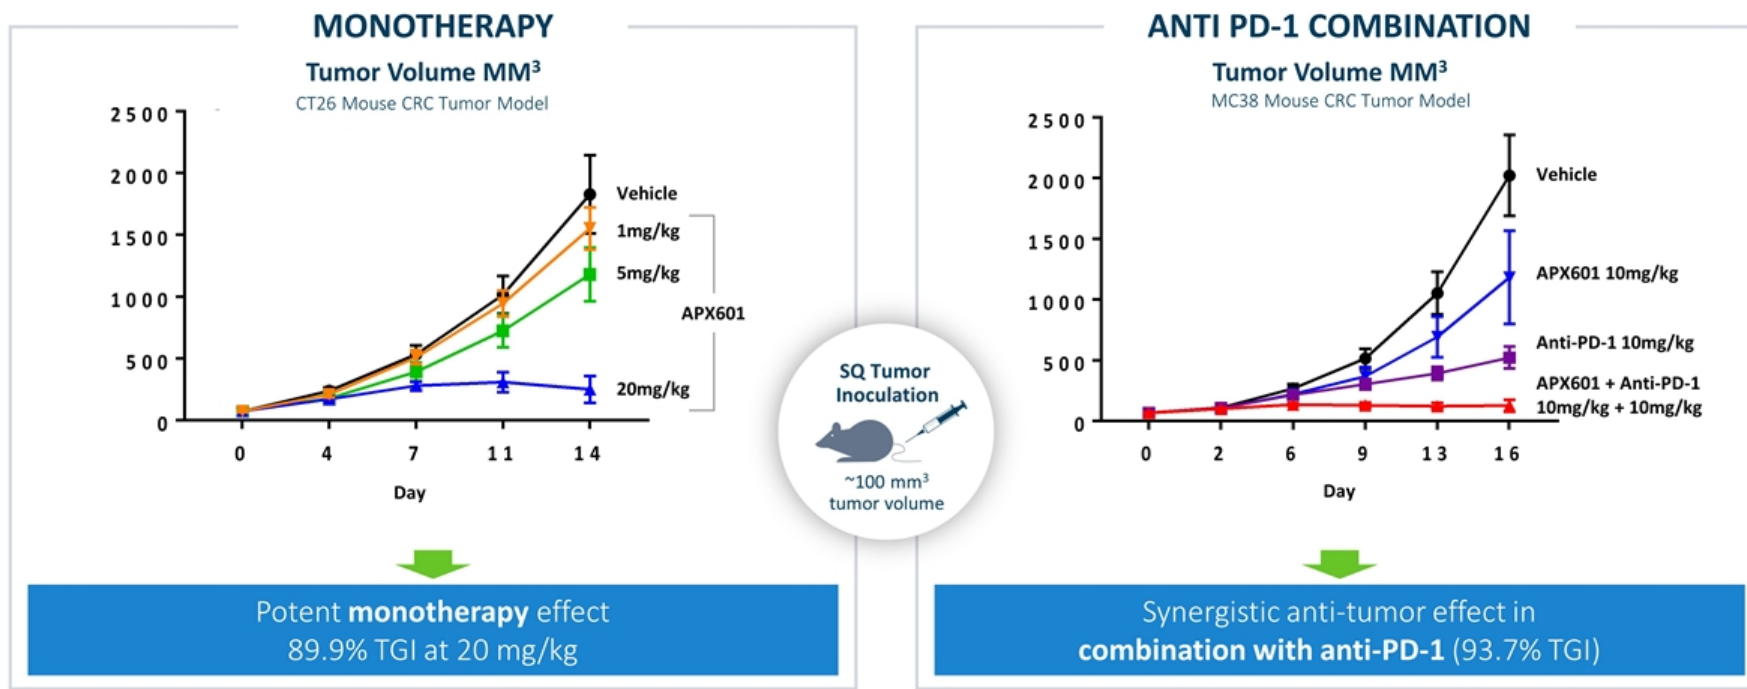 MONOTHERAPY
Tumor Volume MM³
CT26 Mouse CRC Tumor Model
2500
2000
1500
1000
500
0
0 4 7 11 14
Day
Vehicle
1mg/kg
5mg/kg
APX601
20mg/kg
Potent monotherapy effect
89.9% TGI at 20 mg/kg
SQ Tumor
Inoculation
~100 mm³
tumor volume
ANTI PD-1 COMBINATION
Tumor Volume MM³
MC38 Mouse CRC Tumor Model
2500
2000
1500
1000
500
0
0 2 6 9 13 16
Day
Vehicle
APX601 10mg/kg
Anti-PD-1 10mg/kg
APX601 + Anti-PD-1
10mg/kg + 10mg/kg
Synergistic anti-tumor effect in
combination with anti-PD-1 (93.7% TGI)